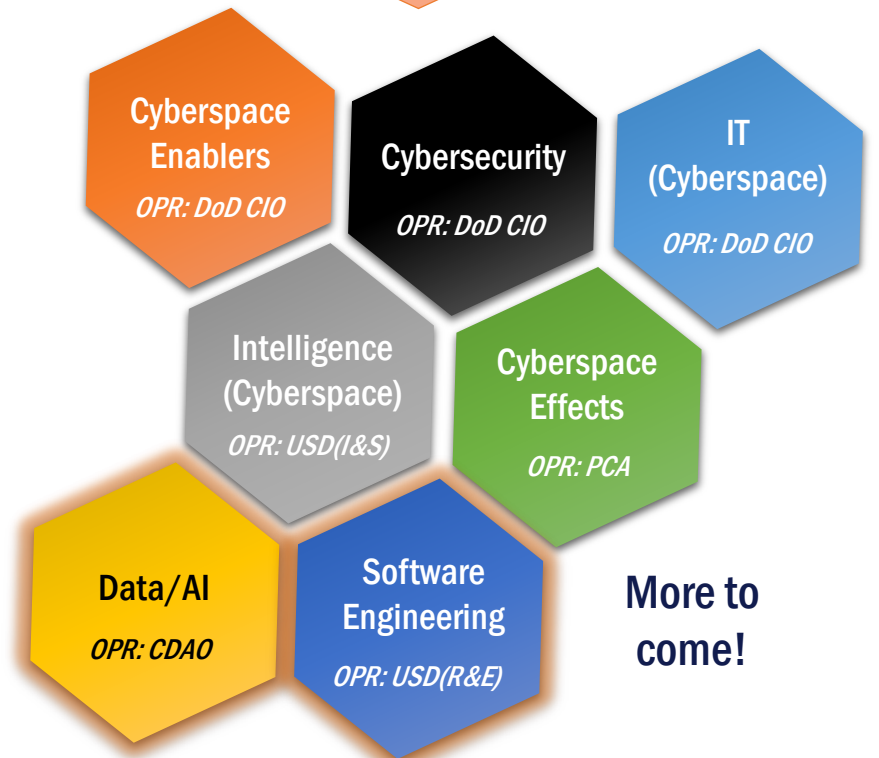 Cyberspace
Enablers
OPR: DoD CIO
Cybersecurity
OPR: DoD CIO
IT
(Cyberspace)
OPR: DoD CIO
Intelligence
(Cyberspace)
OPR: USD(I&S)
Cyberspace
Effects
OPR: PCA
Data/AI
OPR: CDAO
Software
Engineering
OPR: USD(R&E)
More to
come!